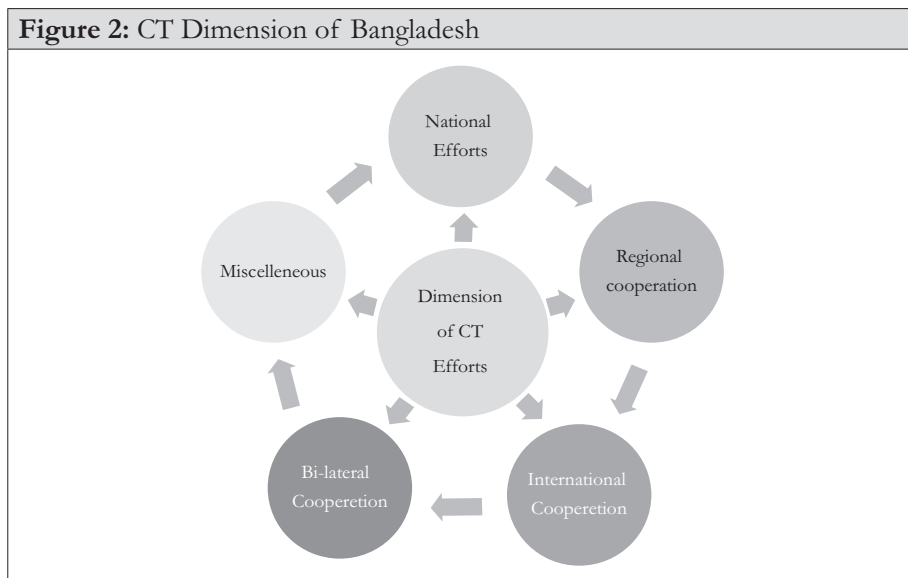 Figure 2: CT Dimension of Bangladesh
National
Efforts
Regional
cooperation
International
Cooperetion
Bi-lateral
Cooperetion
Miscelleneous
Dimension
of CT
Efforts